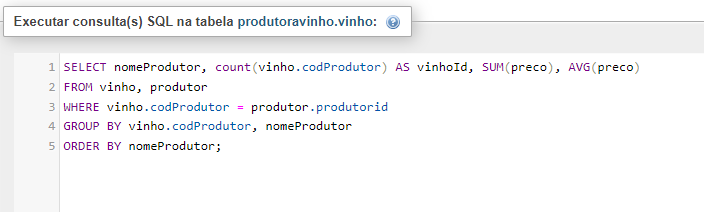 Executar consulta(s) SQL na tabela produtoravinho.vinho:
1 SELECT nomeProdutor, count(vinho.codProdutor) AS vinhoId, SUM(preco), AVG(preco)
2 FROM vinho, produtor
3 WHERE vinho.codProdutor = produtor.produtorid
4 GROUP BY vinho.codProdutor, nomeProdutor
5 ORDER BY nomeProdutor;